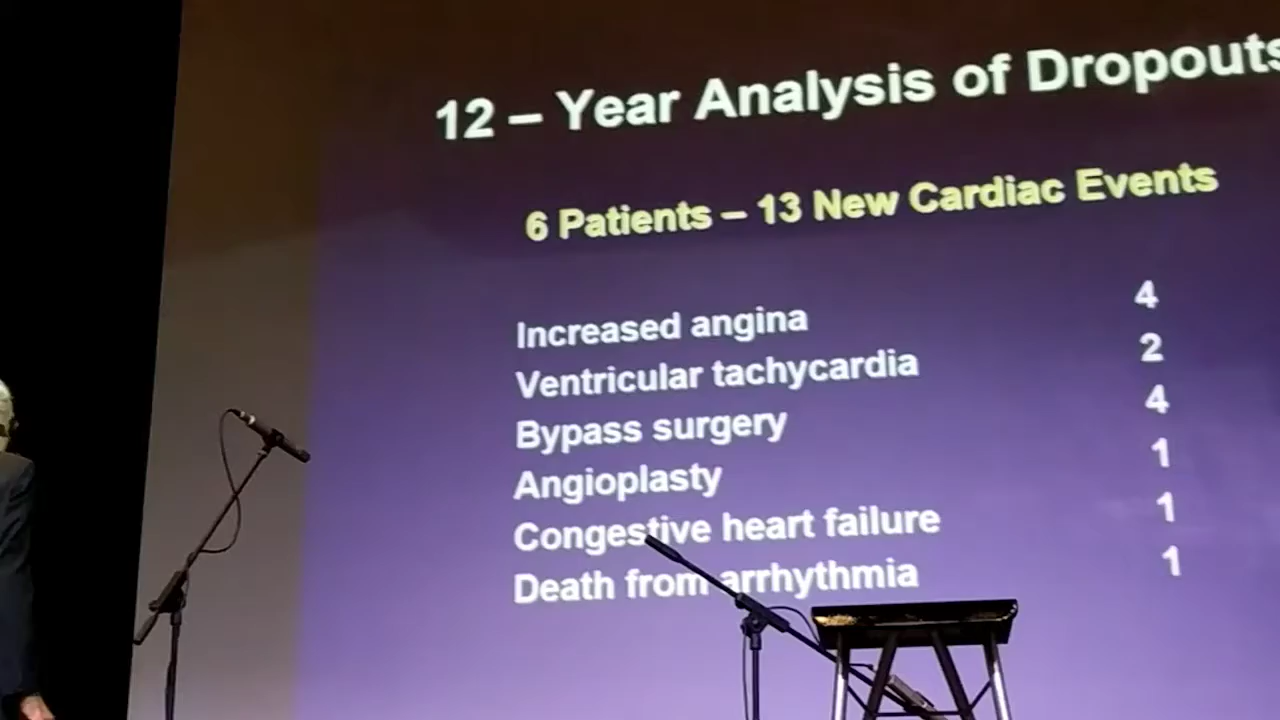 12 – Year Analysis of Dropouts
6 Patients – 13 New Cardiac Events
Increased angina 4
Ventricular tachycardia 2
Bypass surgery 4
Angioplasty 1
Congestive heart failure 1
Death from arrhythmia 1